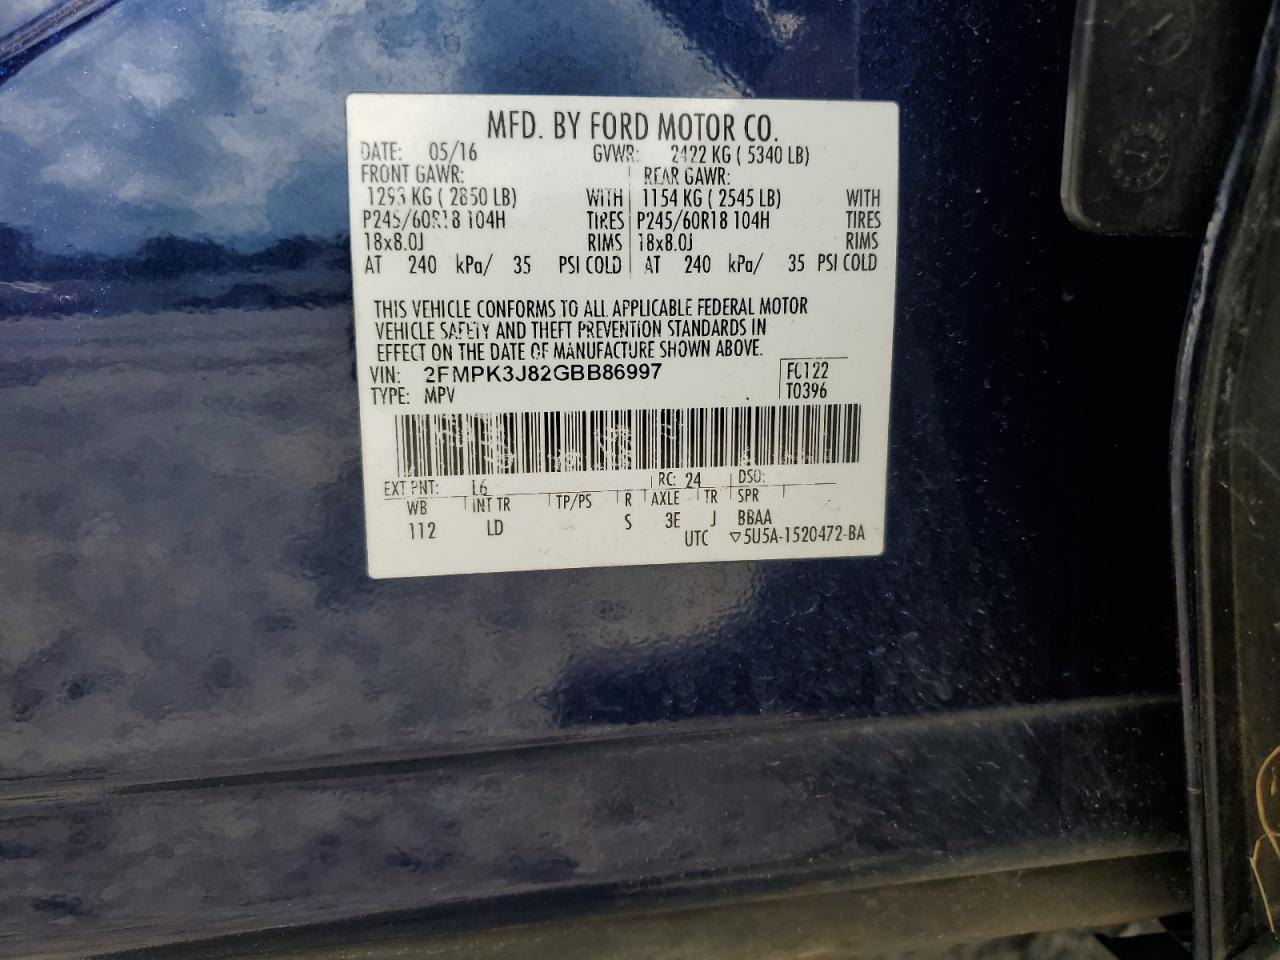 MFD. BY FORD MOTOR CO.
DATE: 05/16 GVWR: 2422 KG ( 5340 LB)
FRONT GAWR: REAR GAWR:
1293 KG ( 2850 LB) WITH 1154 KG ( 2545 LB) WITH
P245/60R18 104H TIRES P245/60R18 104H TIRES
18x8.0J RIMS 18x8.0J RIMS
AT 240 kPa/ 35 PSI COLD AT 240 kPa/ 35 PSI COLD
THIS VEHICLE CONFORMS TO ALL APPLICABLE FEDERAL MOTOR
VEHICLE SAFETY AND THEFT PREVENTION STANDARDS IN
EFFECT ON THE DATE OF MANUFACTURE SHOWN ABOVE.
VIN: 2FMPK3J82GBB86997 FC122
TYPE: MPV T0396
EXT PNT: L6 RC: 24 DSO:
WB INT TR TP/PS R AXLE TR SPR
112 LD S 3E J BBAA
UTC ▽5U5A-1520472-BA